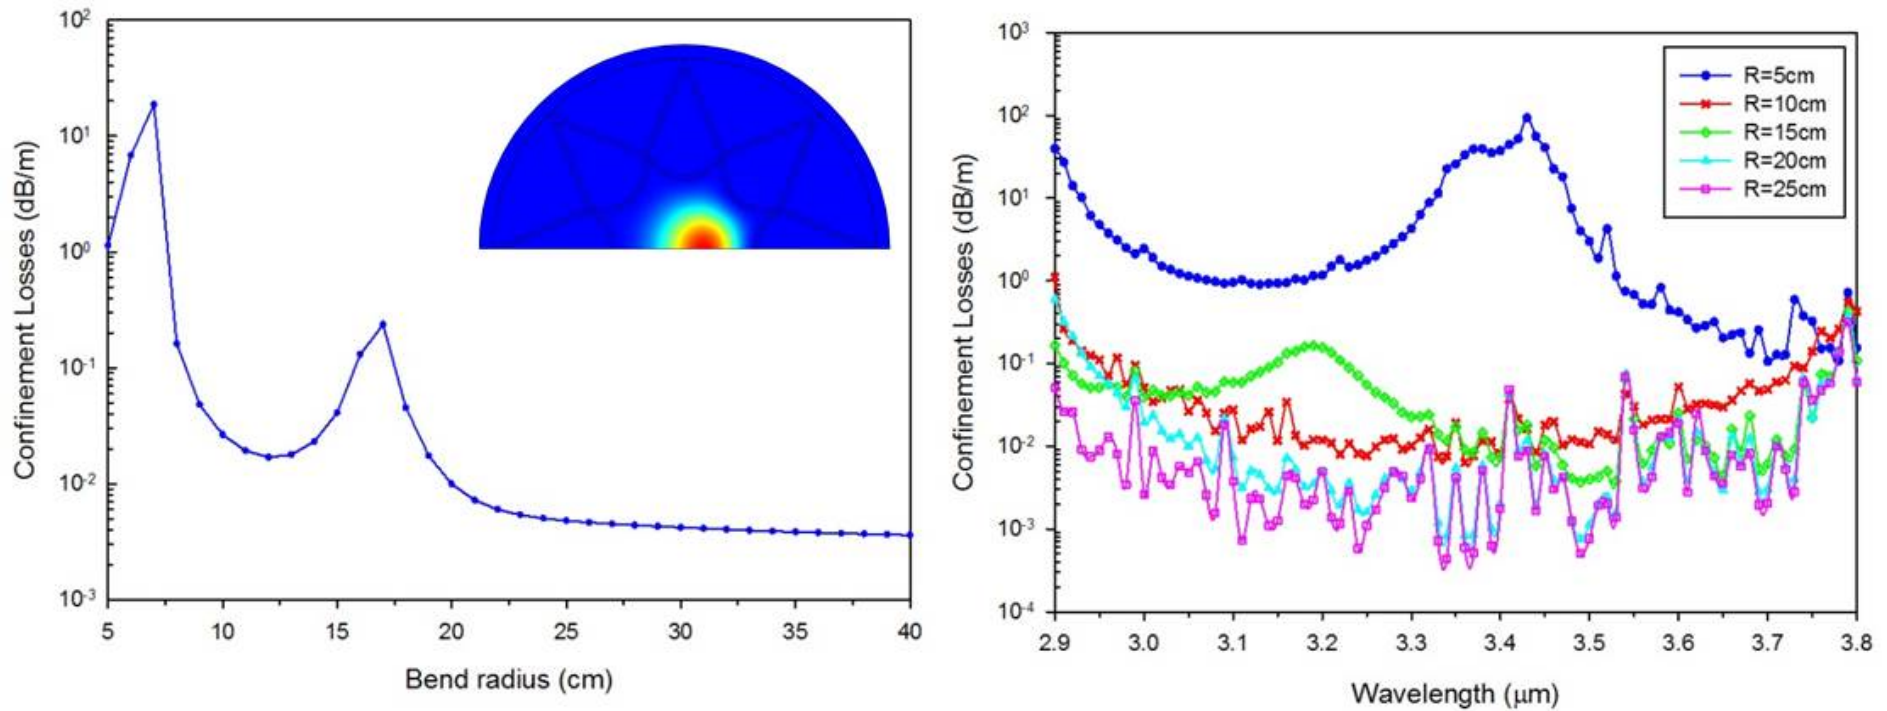 10²
10¹
10⁰
10⁻¹
10⁻²
10⁻³
Confinement Losses (dB/m)
5 10 15 20 25 30 35 40
Bend radius (cm)
10³
10²
10¹
10⁰
10⁻¹
10⁻²
10⁻³
10⁻⁴
Confinement Losses (dB/m)
R=5cm
R=10cm
R=15cm
R=20cm
R=25cm
2.9 3.0 3.1 3.2 3.3 3.4 3.5 3.6 3.7 3.8
Wavelength (μm)